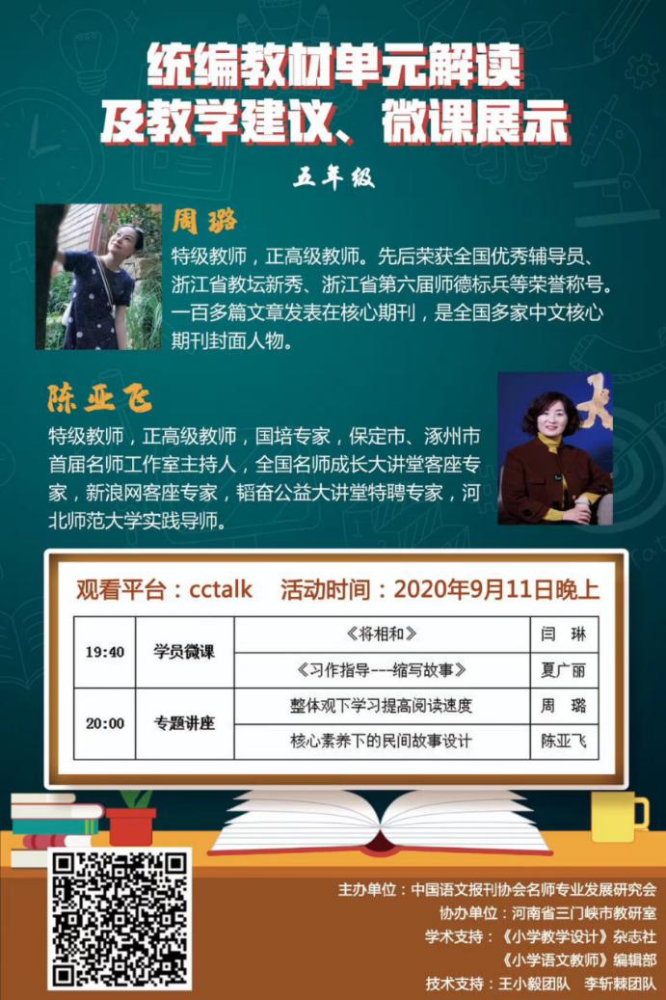 统编教材单元解读
及教学建议、微课展示
五年级
周璐
特级教师，正高级教师。先后荣获全国优秀辅导员、
浙江省教坛新秀、浙江省第六届师德标兵等荣誉称号。
一百多篇文章发表在核心期刊，是全国多家中文核心
期刊封面人物。
陈亚飞
特级教师，正高级教师，国培专家，保定市、涿州市
首届名师工作室主持人，全国名师成长大讲堂客座专
家，新浪网客座专家，韬奋公益大讲堂特聘专家，河
北师范大学实践导师。
大
观看平台：cctalk 活动时间：2020年9月11日晚上
19:40 学员微课 《将相和》 闫 琳
《习作指导---缩写故事》 夏广丽
20:00 专题讲座 整体观下学习提高阅读速度 周 璐
核心素养下的民间故事设计 陈亚飞
主办单位：中国语文报刊协会名师专业发展研究会
协办单位：河南省三门峡市教研室
学术支持：《小学教学设计》杂志社
《小学语文教师》编辑部
技术支持：王小毅团队 李斩棘团队